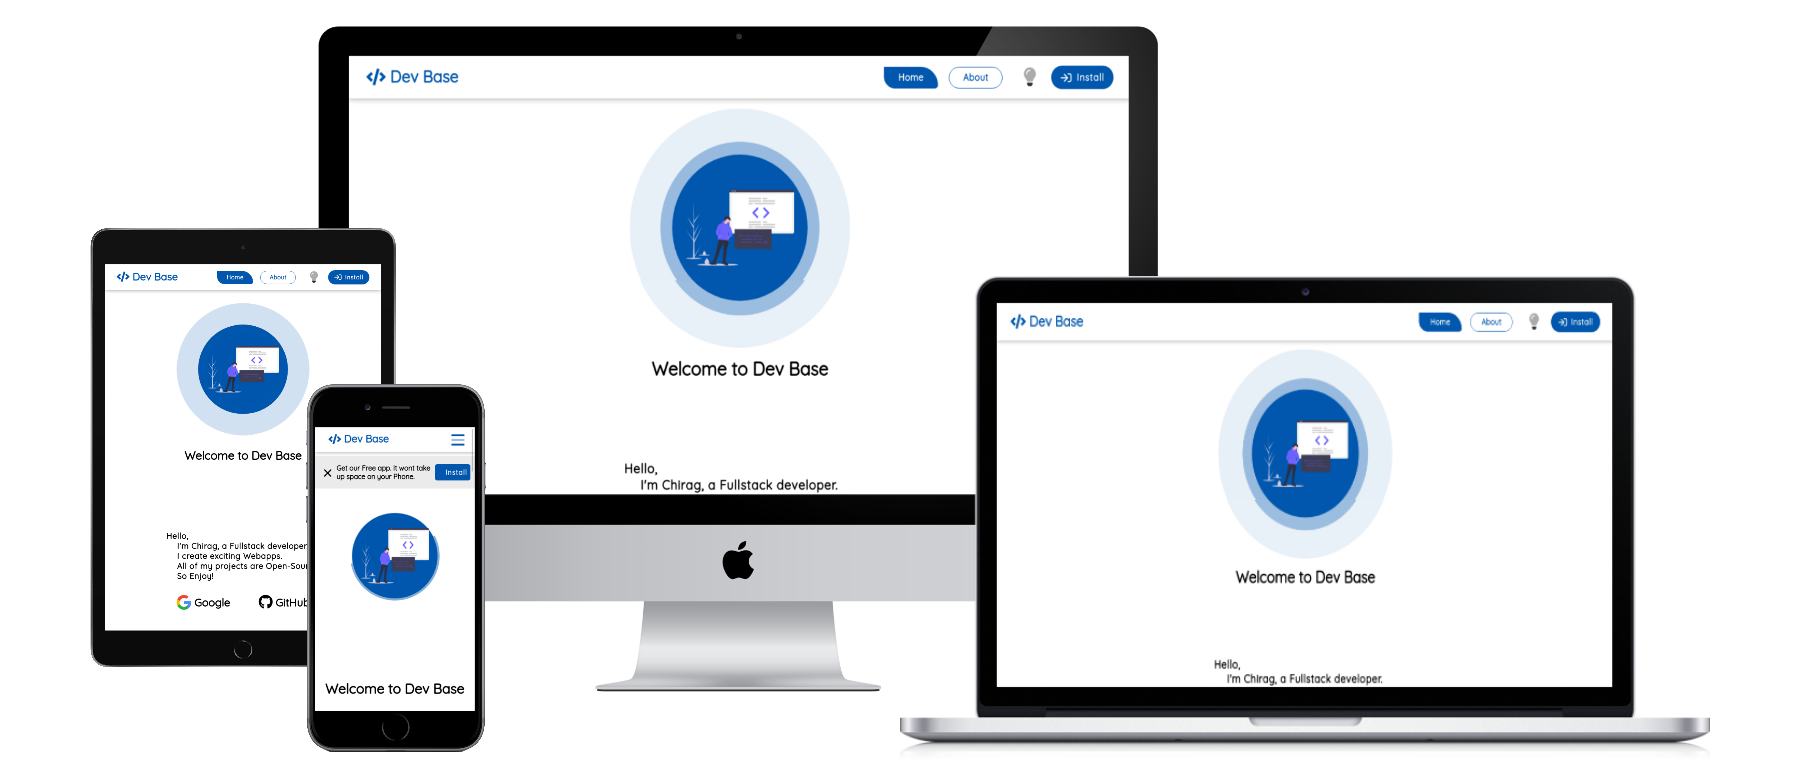 </> Dev Base
Home
About
Install
Welcome to Dev Base
Hello,
I'm Chirag, a Fullstack developer.
</> Dev Base
Home
About
Install
Welcome to Dev Base
Hello,
I'm Chirag, a Fullstack developer
I create exciting Webapps.
All of my projects are Open-Sour
So Enjoy!
Google
GitHub
</> Dev Base
Get our Free app. It wont take
up space on your Phone.
Install
Welcome to Dev Base
</> Dev Base
Home
About
Install
Welcome to Dev Base
Hello,
I'm Chirag, a Fullstack developer.